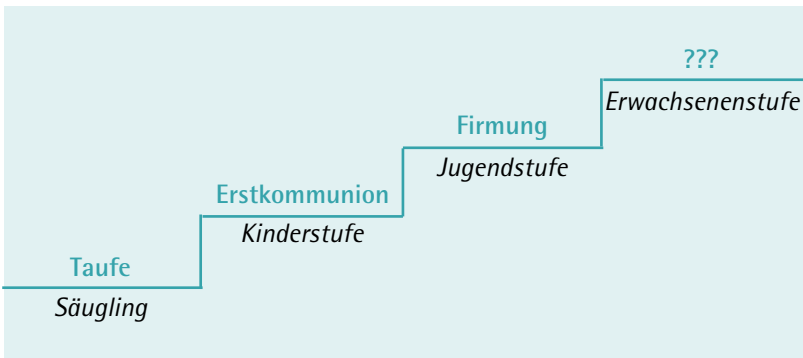 ???
Erwachsenenstufe
Firmung
Jugendstufe
Erstkommunion
Kinderstufe
Taufe
Säugling